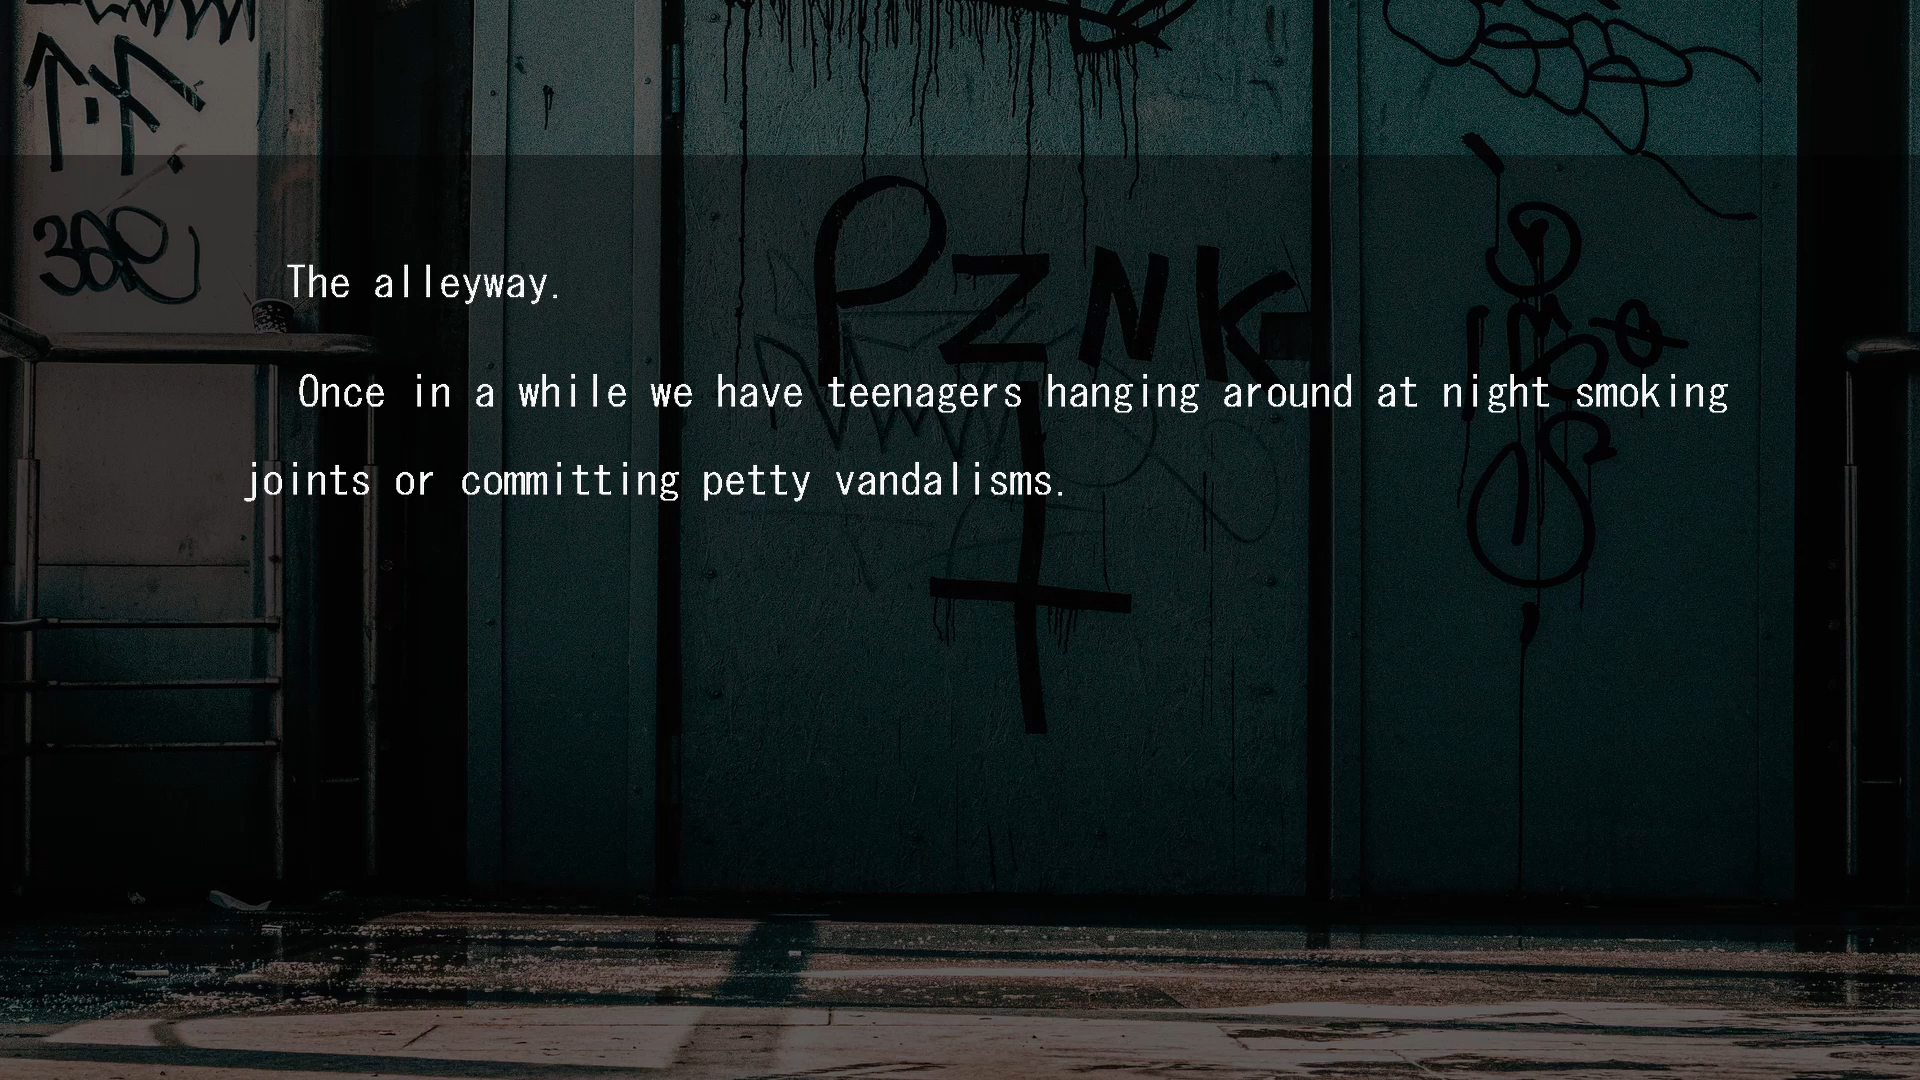 The alleyway.
Once in a while we have teenagers hanging around at night smoking
joints or committing petty vandalisms.
PZNK